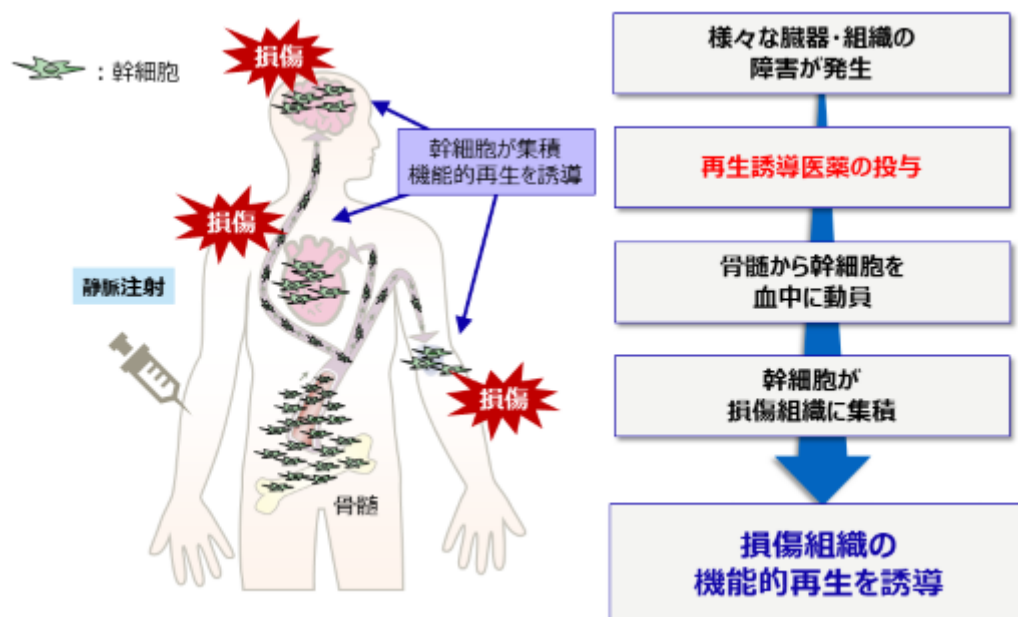 損傷
：幹細胞
幹細胞が集積
機能的再生を誘導
損傷
静脈注射
損傷
骨髄
様々な臓器・組織の
障害が発生
再生誘導医薬の投与
骨髄から幹細胞を
血中に動員
幹細胞が
損傷組織に集積
損傷組織の
機能的再生を誘導